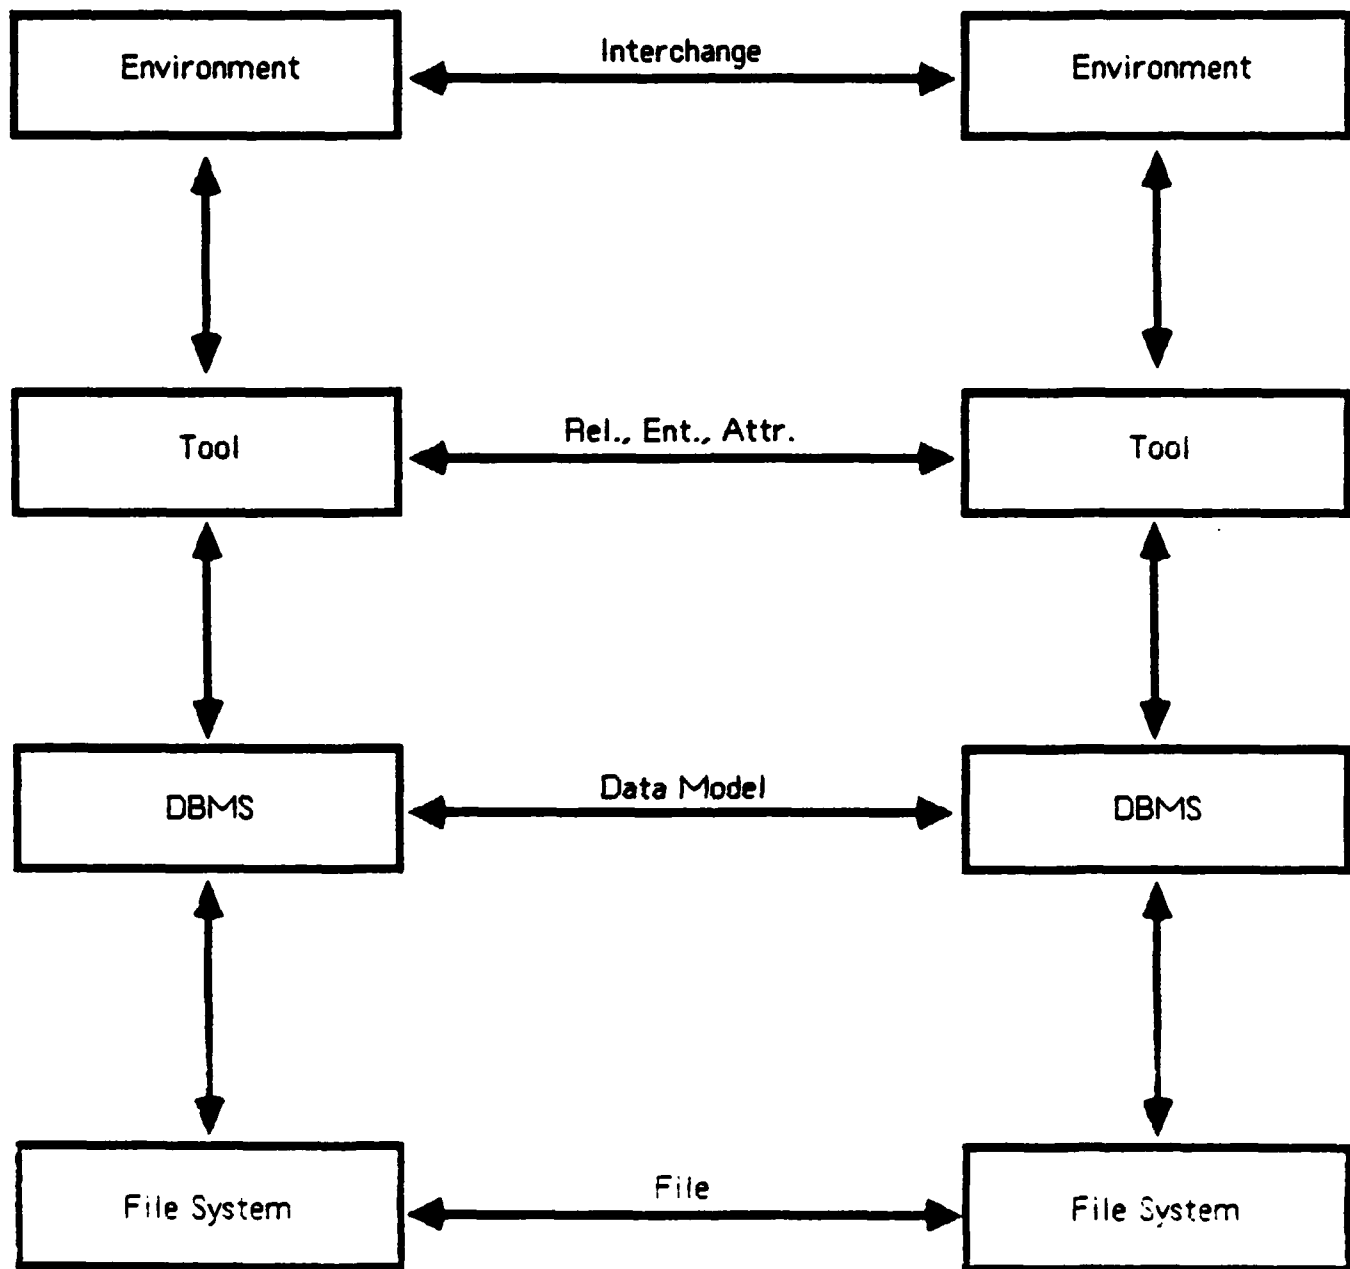 Environment
Interchange
Environment
Tool
Rel., Ent., Attr.
Tool
DBMS
Data Model
DBMS
File System
File
File System